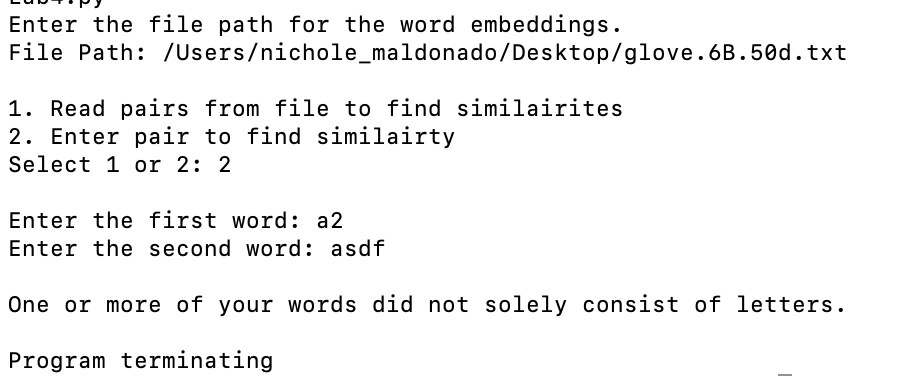 Lab4.py
Enter the file path for the word embeddings.
File Path: /Users/nichole_maldonado/Desktop/glove.6B.50d.txt
1. Read pairs from file to find similairites
2. Enter pair to find similairty
Select 1 or 2: 2
Enter the first word: a2
Enter the second word: asdf
One or more of your words did not solely consist of letters.
Program terminating